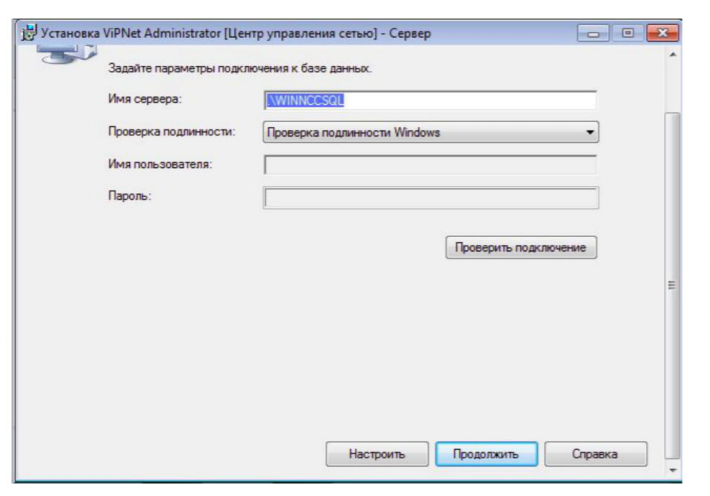 Установка ViPNet Administrator [Центр управления сетью] - Сервер
Задайте параметры подключения к базе данных.
Имя сервера: .\WINNCCSQL
Проверка подлинности: Проверка подлинности Windows
Имя пользователя:
Пароль:
Проверить подключение
Настроить Продолжить Справка